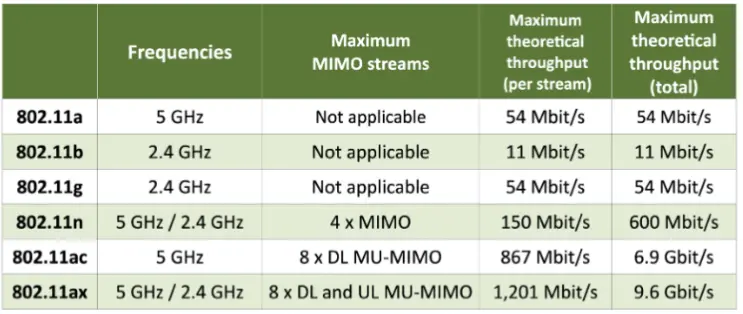 Frequencies
Maximum
MIMO streams
Maximum
theoretical
throughput
(per stream)
Maximum
theoretical
throughput
(total)
802.11a 5 GHz Not applicable 54 Mbit/s 54 Mbit/s
802.11b 2.4 GHz Not applicable 11 Mbit/s 11 Mbit/s
802.11g 2.4 GHz Not applicable 54 Mbit/s 54 Mbit/s
802.11n 5 GHz / 2.4 GHz 4 x MIMO 150 Mbit/s 600 Mbit/s
802.11ac 5 GHz 8 x DL MU-MIMO 867 Mbit/s 6.9 Gbit/s
802.11ax 5 GHz / 2.4 GHz 8 x DL and UL MU-MIMO 1,201 Mbit/s 9.6 Gbit/s